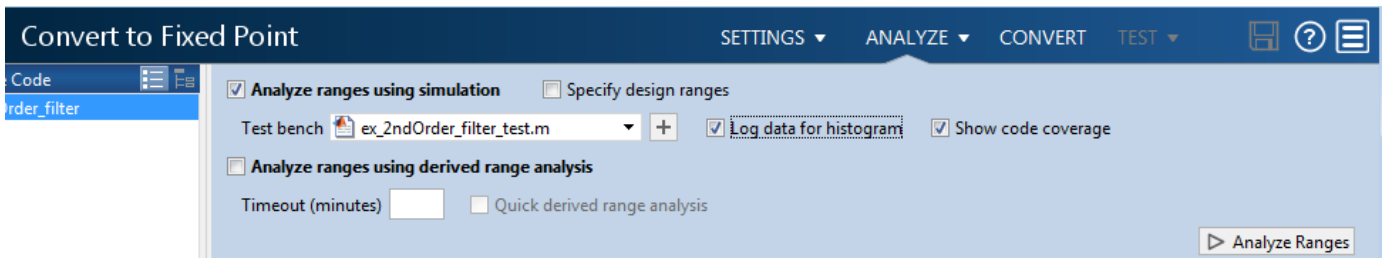 Convert to Fixed Point SETTINGS ANALYZE CONVERT TEST
Code
Order_filter
Analyze ranges using simulation Specify design ranges
Test bench ex_2ndOrder_filter_test.m Log data for histogram Show code coverage
Analyze ranges using derived range analysis
Timeout (minutes) Quick derived range analysis
Analyze Ranges